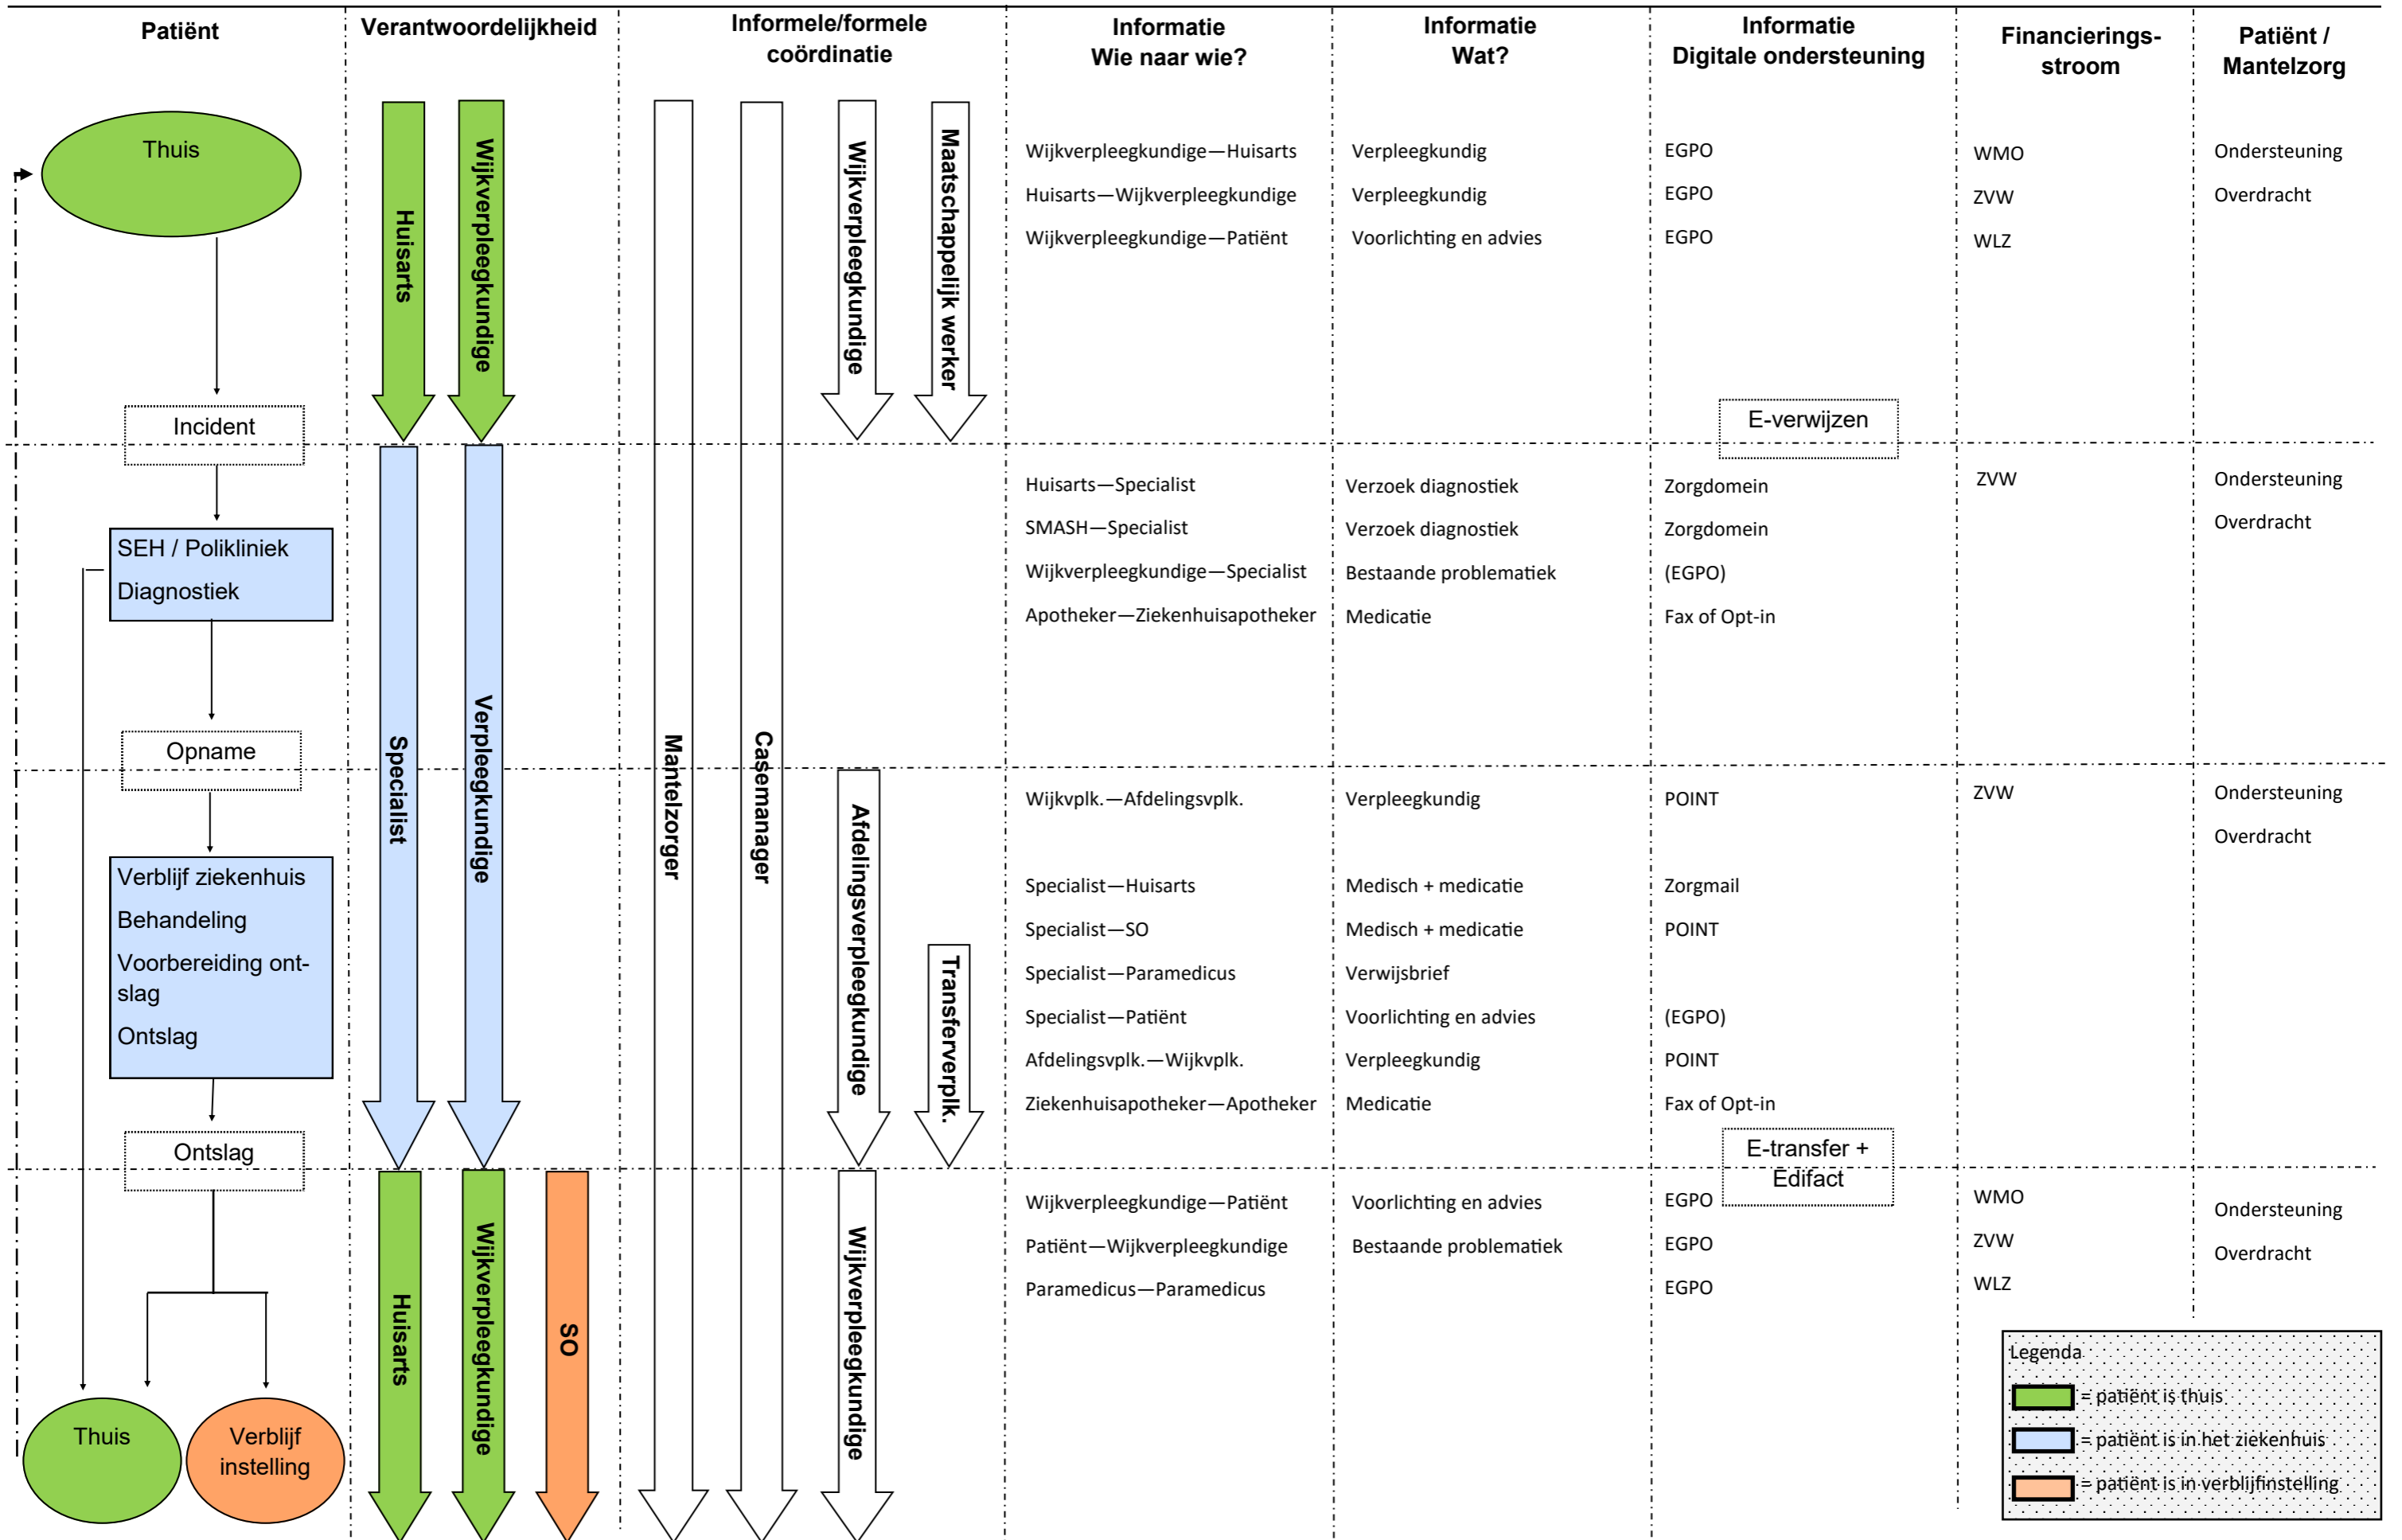 Patiënt
Verantwoordelijkheid
Informele/formele
coördinatie
Informatie
Wie naar wie?
Informatie
Wat?
Informatie
Digitale ondersteuning
Financierings-
stroom
Patiënt /
Mantelzorg
Thuis
Huisarts
Wijkverpleegkundige
Wijkverpleegkundige
Maatschappelijk werker
Wijkverpleegkundige—Huisarts
Verpleegkundig
EGPO
WMO
Ondersteuning
Huisarts—Wijkverpleegkundige
Verpleegkundig
EGPO
ZVW
Overdracht
Wijkverpleegkundige—Patiënt
Voorlichting en advies
EGPO
WLZ
Incident
E-verwijzen
SEH / Polikliniek
Diagnostiek
Specialist
Verpleegkundige
Mantelzorger
Casemanager
Huisarts—Specialist
Verzoek diagnostiek
Zorgdomein
ZVW
Ondersteuning
SMASH—Specialist
Verzoek diagnostiek
Zorgdomein
Overdracht
Wijkverpleegkundige—Specialist
Bestaande problematiek
(EGPO)
Apotheker—Ziekenhuisapotheker
Medicatie
Fax of Opt-in
Opname
Verblijf ziekenhuis
Behandeling
Voorbereiding ont-
slag
Ontslag
Afdelingsverpleegkundige
Transferverplk.
Wijkvplk.—Afdelingsvplk.
Verpleegkundig
POINT
ZVW
Ondersteuning
Overdracht
Specialist—Huisarts
Medisch + medicatie
Zorgmail
Specialist—SO
Medisch + medicatie
POINT
Specialist—Paramedicus
Verwijsbrief
Specialist—Patiënt
Voorlichting en advies
(EGPO)
Afdelingsvplk.—Wijkvplk.
Verpleegkundig
POINT
Ziekenhuisapotheker—Apotheker
Medicatie
Fax of Opt-in
Ontslag
E-transfer +
Edifact
Huisarts
Wijkverpleegkundige
SO
Wijkverpleegkundige
Wijkverpleegkundige—Patiënt
Voorlichting en advies
EGPO
WMO
Ondersteuning
Patiënt—Wijkverpleegkundige
Bestaande problematiek
EGPO
ZVW
Overdracht
Paramedicus—Paramedicus
EGPO
WLZ
Thuis
Verblijf
instelling
Legenda
= patiënt is thuis
= patiënt is in het ziekenhuis
= patiënt is in verblijfinstelling